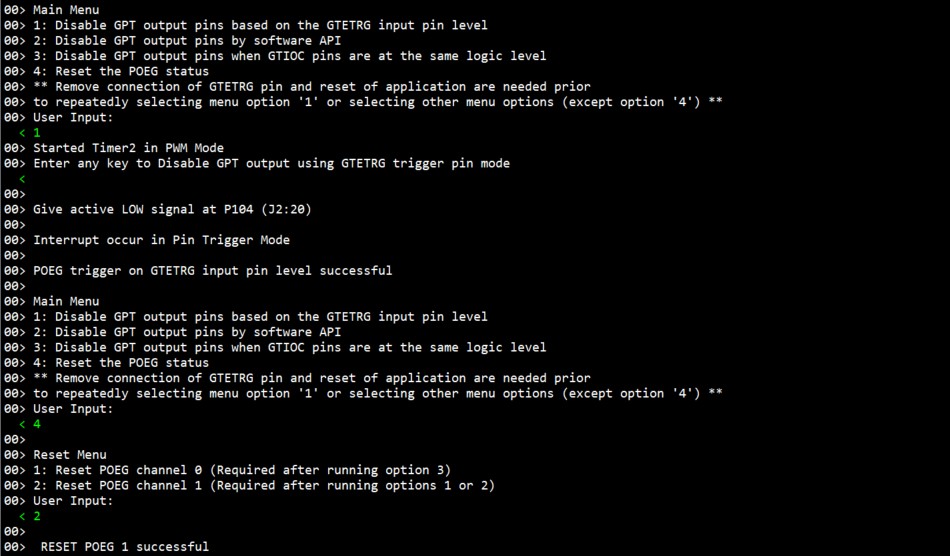 00> Main Menu
00> 1: Disable GPT output pins based on the GTETRG input pin level
00> 2: Disable GPT output pins by software API
00> 3: Disable GPT output pins when GTIOC pins are at the same logic level
00> 4: Reset the POEG status
00> ** Remove connection of GTETRG pin and reset of application are needed prior
00> to repeatedly selecting menu option '1' or selecting other menu options (except option '4') **
00> User Input:
< 1
00> Started Timer2 in PWM Mode
00> Enter any key to Disable GPT output using GTETRG trigger pin mode
<
00>
00> Give active LOW signal at P104 (J2:20)
00>
00> Interrupt occur in Pin Trigger Mode
00>
00> POEG trigger on GTETRG input pin level successful
00>
00> Main Menu
00> 1: Disable GPT output pins based on the GTETRG input pin level
00> 2: Disable GPT output pins by software API
00> 3: Disable GPT output pins when GTIOC pins are at the same logic level
00> 4: Reset the POEG status
00> ** Remove connection of GTETRG pin and reset of application are needed prior
00> to repeatedly selecting menu option '1' or selecting other menu options (except option '4') **
00> User Input:
< 4
00>
00> Reset Menu
00> 1: Reset POEG channel 0 (Required after running option 3)
00> 2: Reset POEG channel 1 (Required after running options 1 or 2)
00> User Input:
< 2
00>
00>  RESET POEG 1 successful